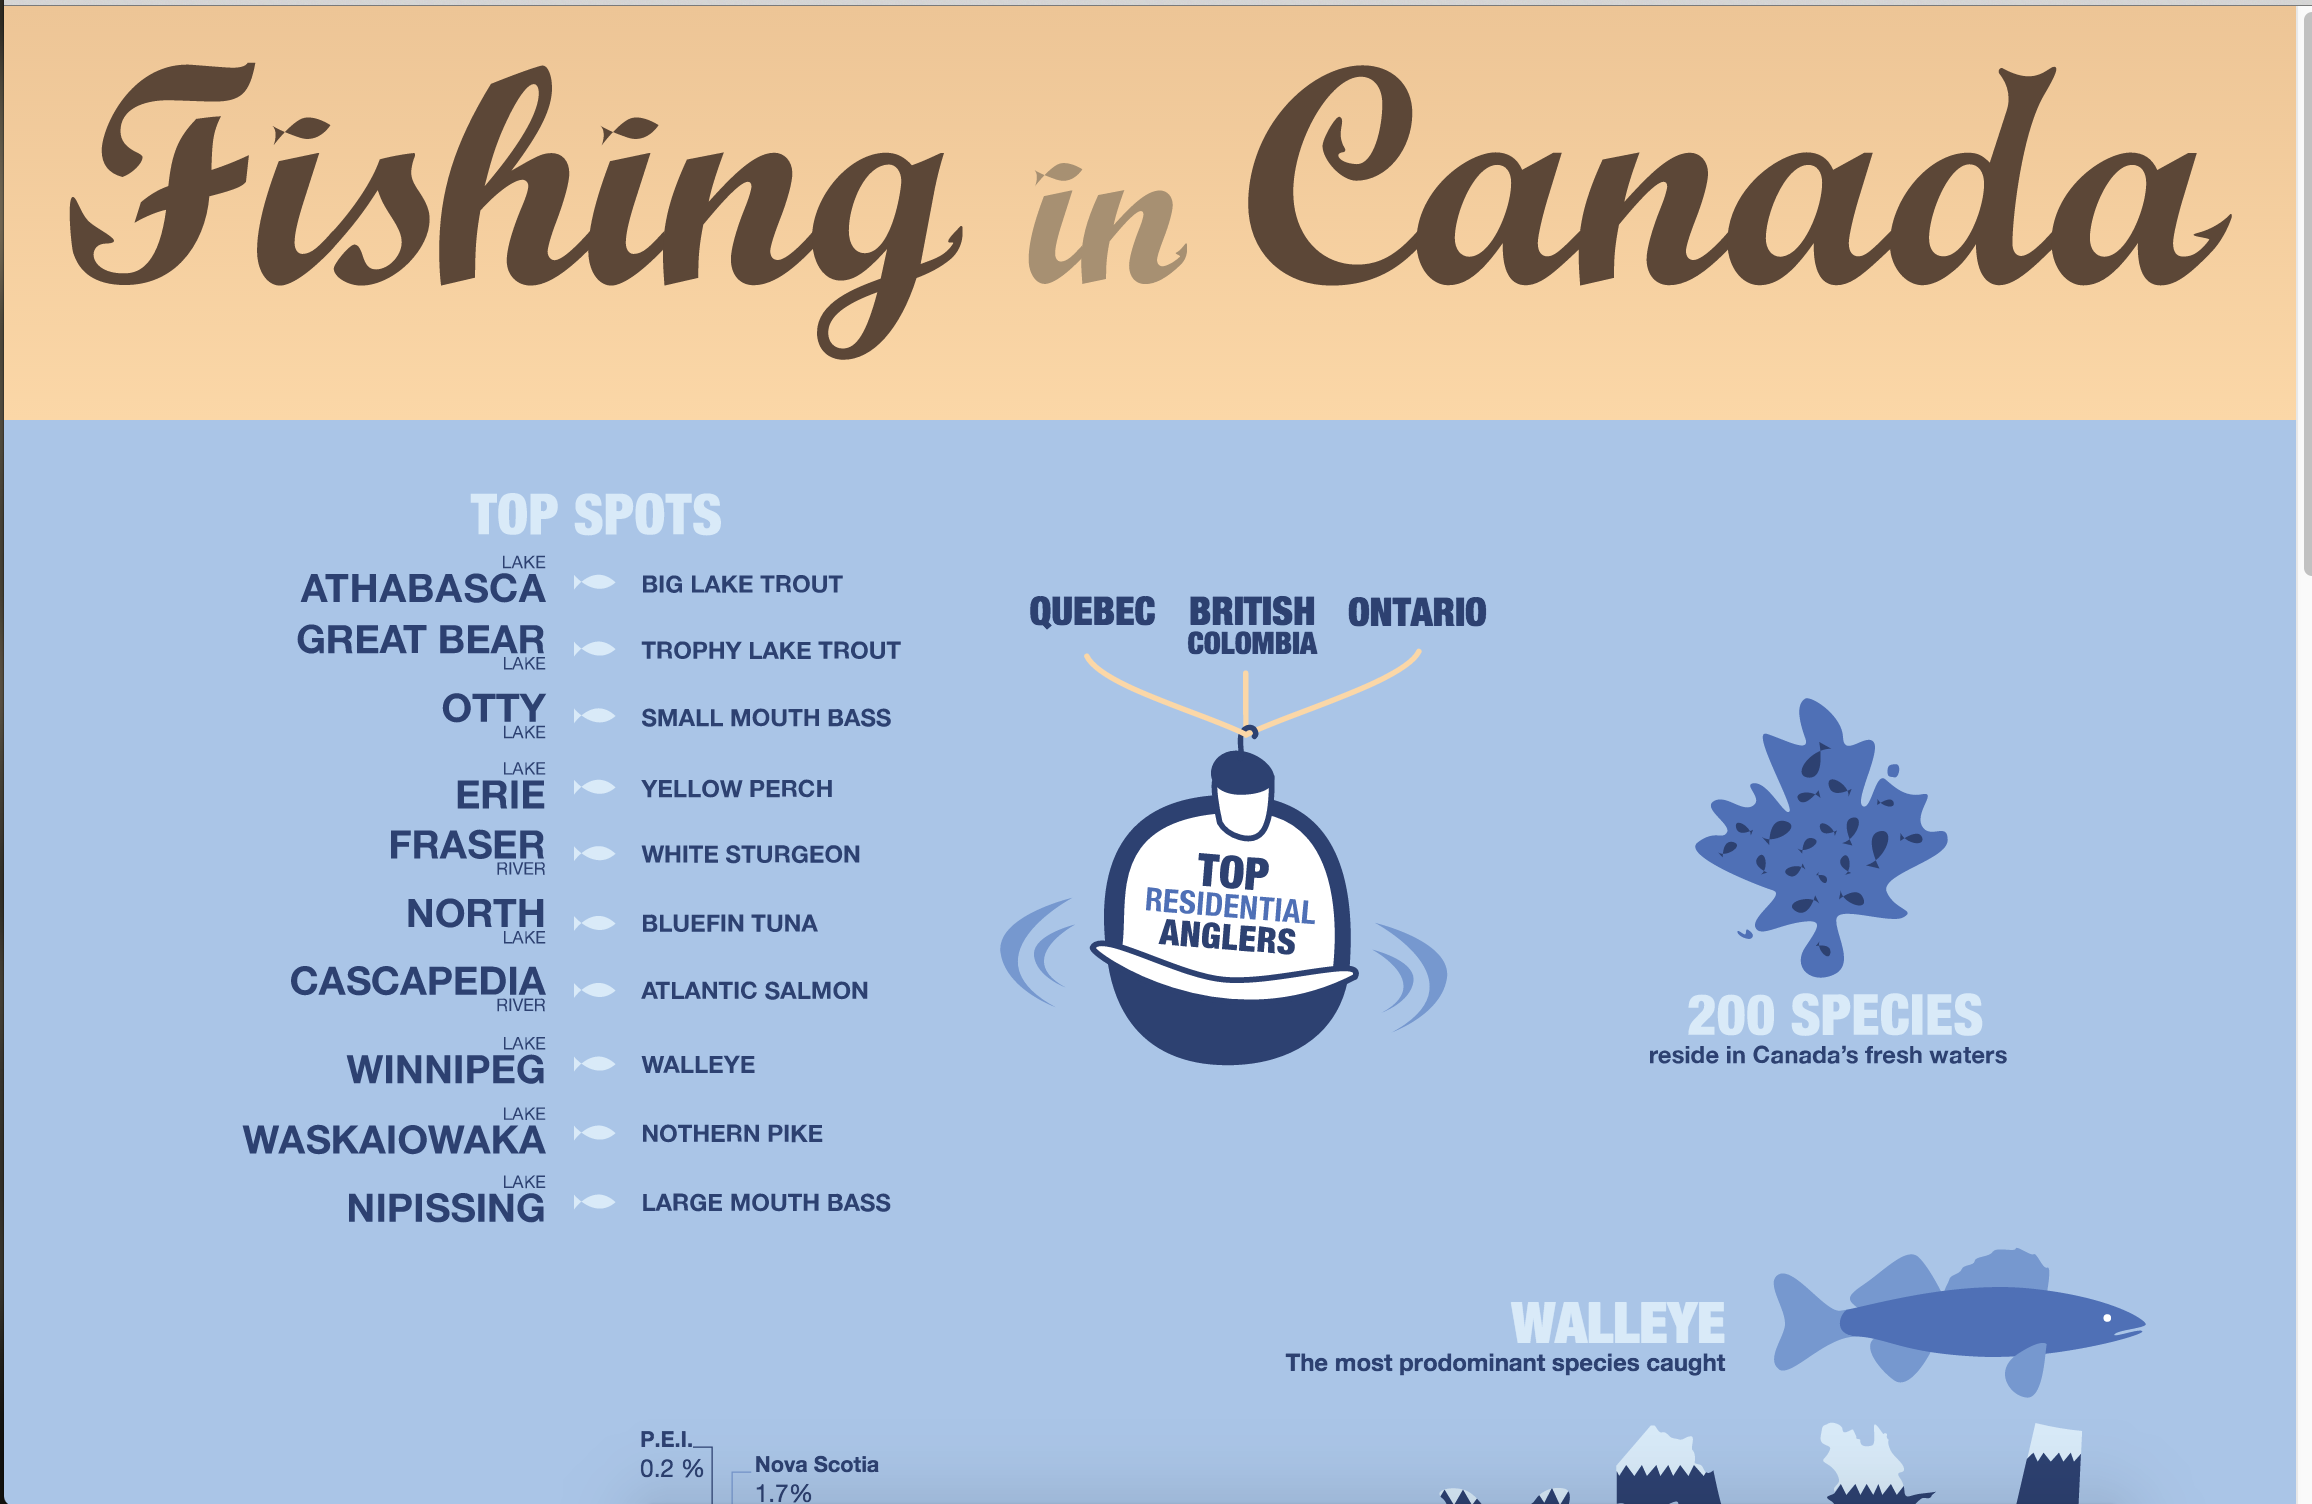 Fishing in Canada
TOP SPOTS
LAKE
ATHABASCA
BIG LAKE TROUT
GREAT BEAR
LAKE
TROPHY LAKE TROUT
OTTY
LAKE
SMALL MOUTH BASS
LAKE
ERIE
YELLOW PERCH
FRASER
RIVER
WHITE STURGEON
NORTH
LAKE
BLUEFIN TUNA
CASCAPEDIA
RIVER
ATLANTIC SALMON
LAKE
WINNIPEG
WALLEYE
LAKE
WASKAIOWAKA
NOTHERN PIKE
LAKE
NIPISSING
LARGE MOUTH BASS
QUEBEC
BRITISH
COLOMBIA
ONTARIO
TOP
RESIDENTIAL
ANGLERS
200 SPECIES
reside in Canada’s fresh waters
WALLEYE
The most prodominant species caught
P.E.I.
0.2 %
Nova Scotia
1.7%